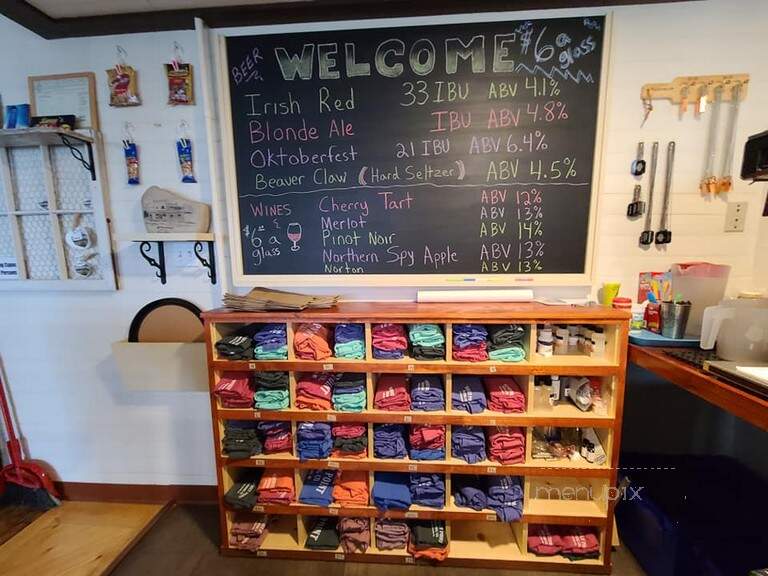 BEER
WELCOME
$6 a
glass
Irish Red 33 IBU ABV 4.1%
Blonde Ale IBU ABV 4.8%
Oktoberfest 21 IBU ABV 6.4%
Beaver Claw (Hard Seltzer) ABV 4.5%
WINES
$6 a
glass
Cherry Tart ABV 12%
Merlot ABV 13%
Pinot Noir ABV 14%
Northern Spy Apple ABV 13%
Norton ABV 13%
menupix